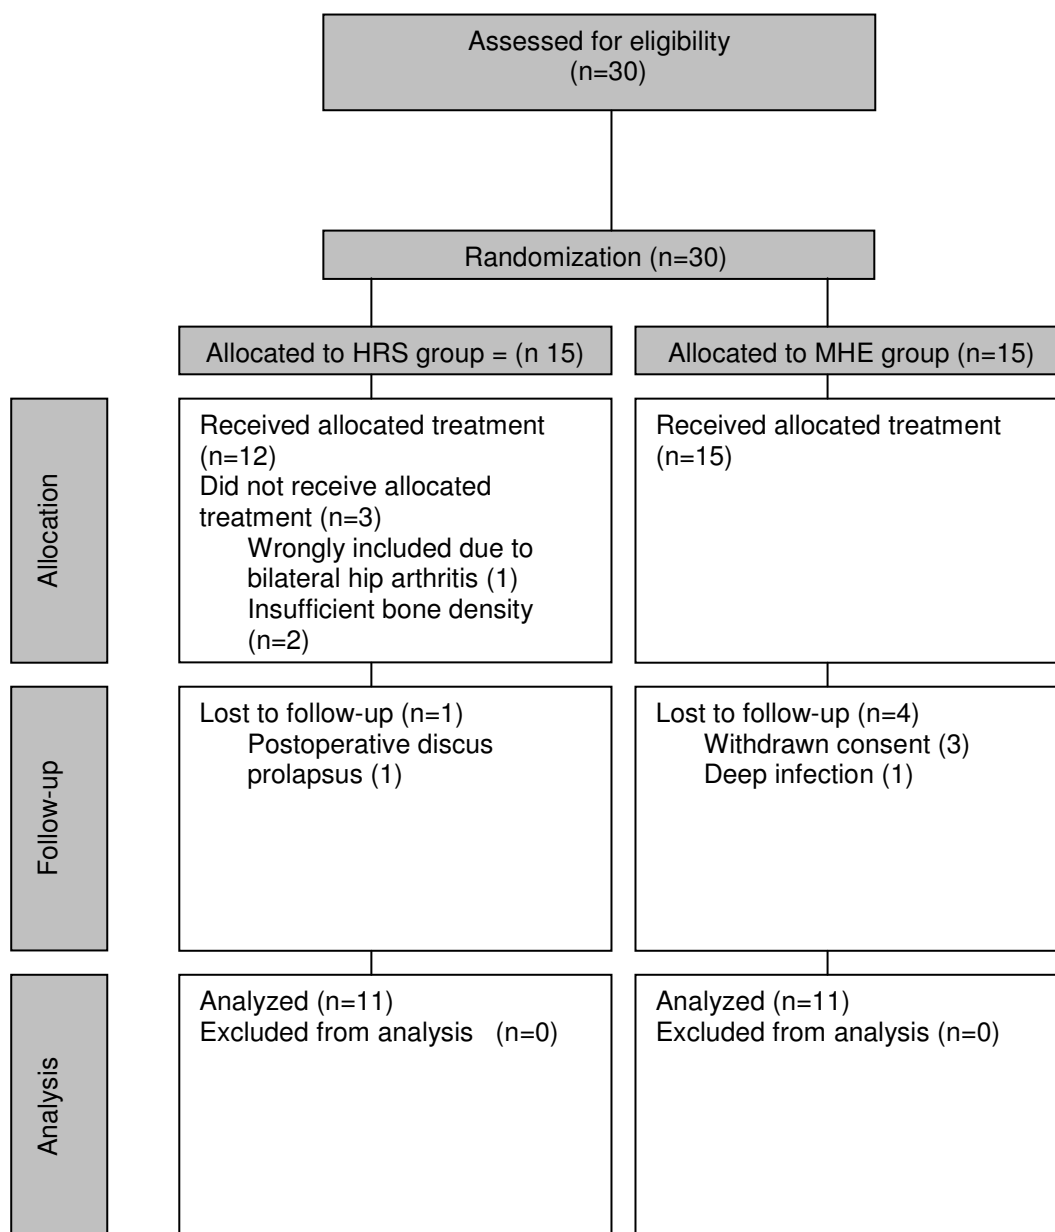 Assessed for eligibility
(n=30)
Randomization (n=30)
Allocated to HRS group = (n 15)
Allocated to MHE group (n=15)
Allocation
Received allocated treatment
(n=12)
Did not receive allocated
treatment (n=3)
Wrongly included due to
bilateral hip arthritis (1)
Insufficient bone density
(n=2)
Received allocated treatment
(n=15)
Follow-up
Lost to follow-up (n=1)
Postoperative discus
prolapsus (1)
Lost to follow-up (n=4)
Withdrawn consent (3)
Deep infection (1)
Analysis
Analyzed (n=11)
Excluded from analysis (n=0)
Analyzed (n=11)
Excluded from analysis (n=0)